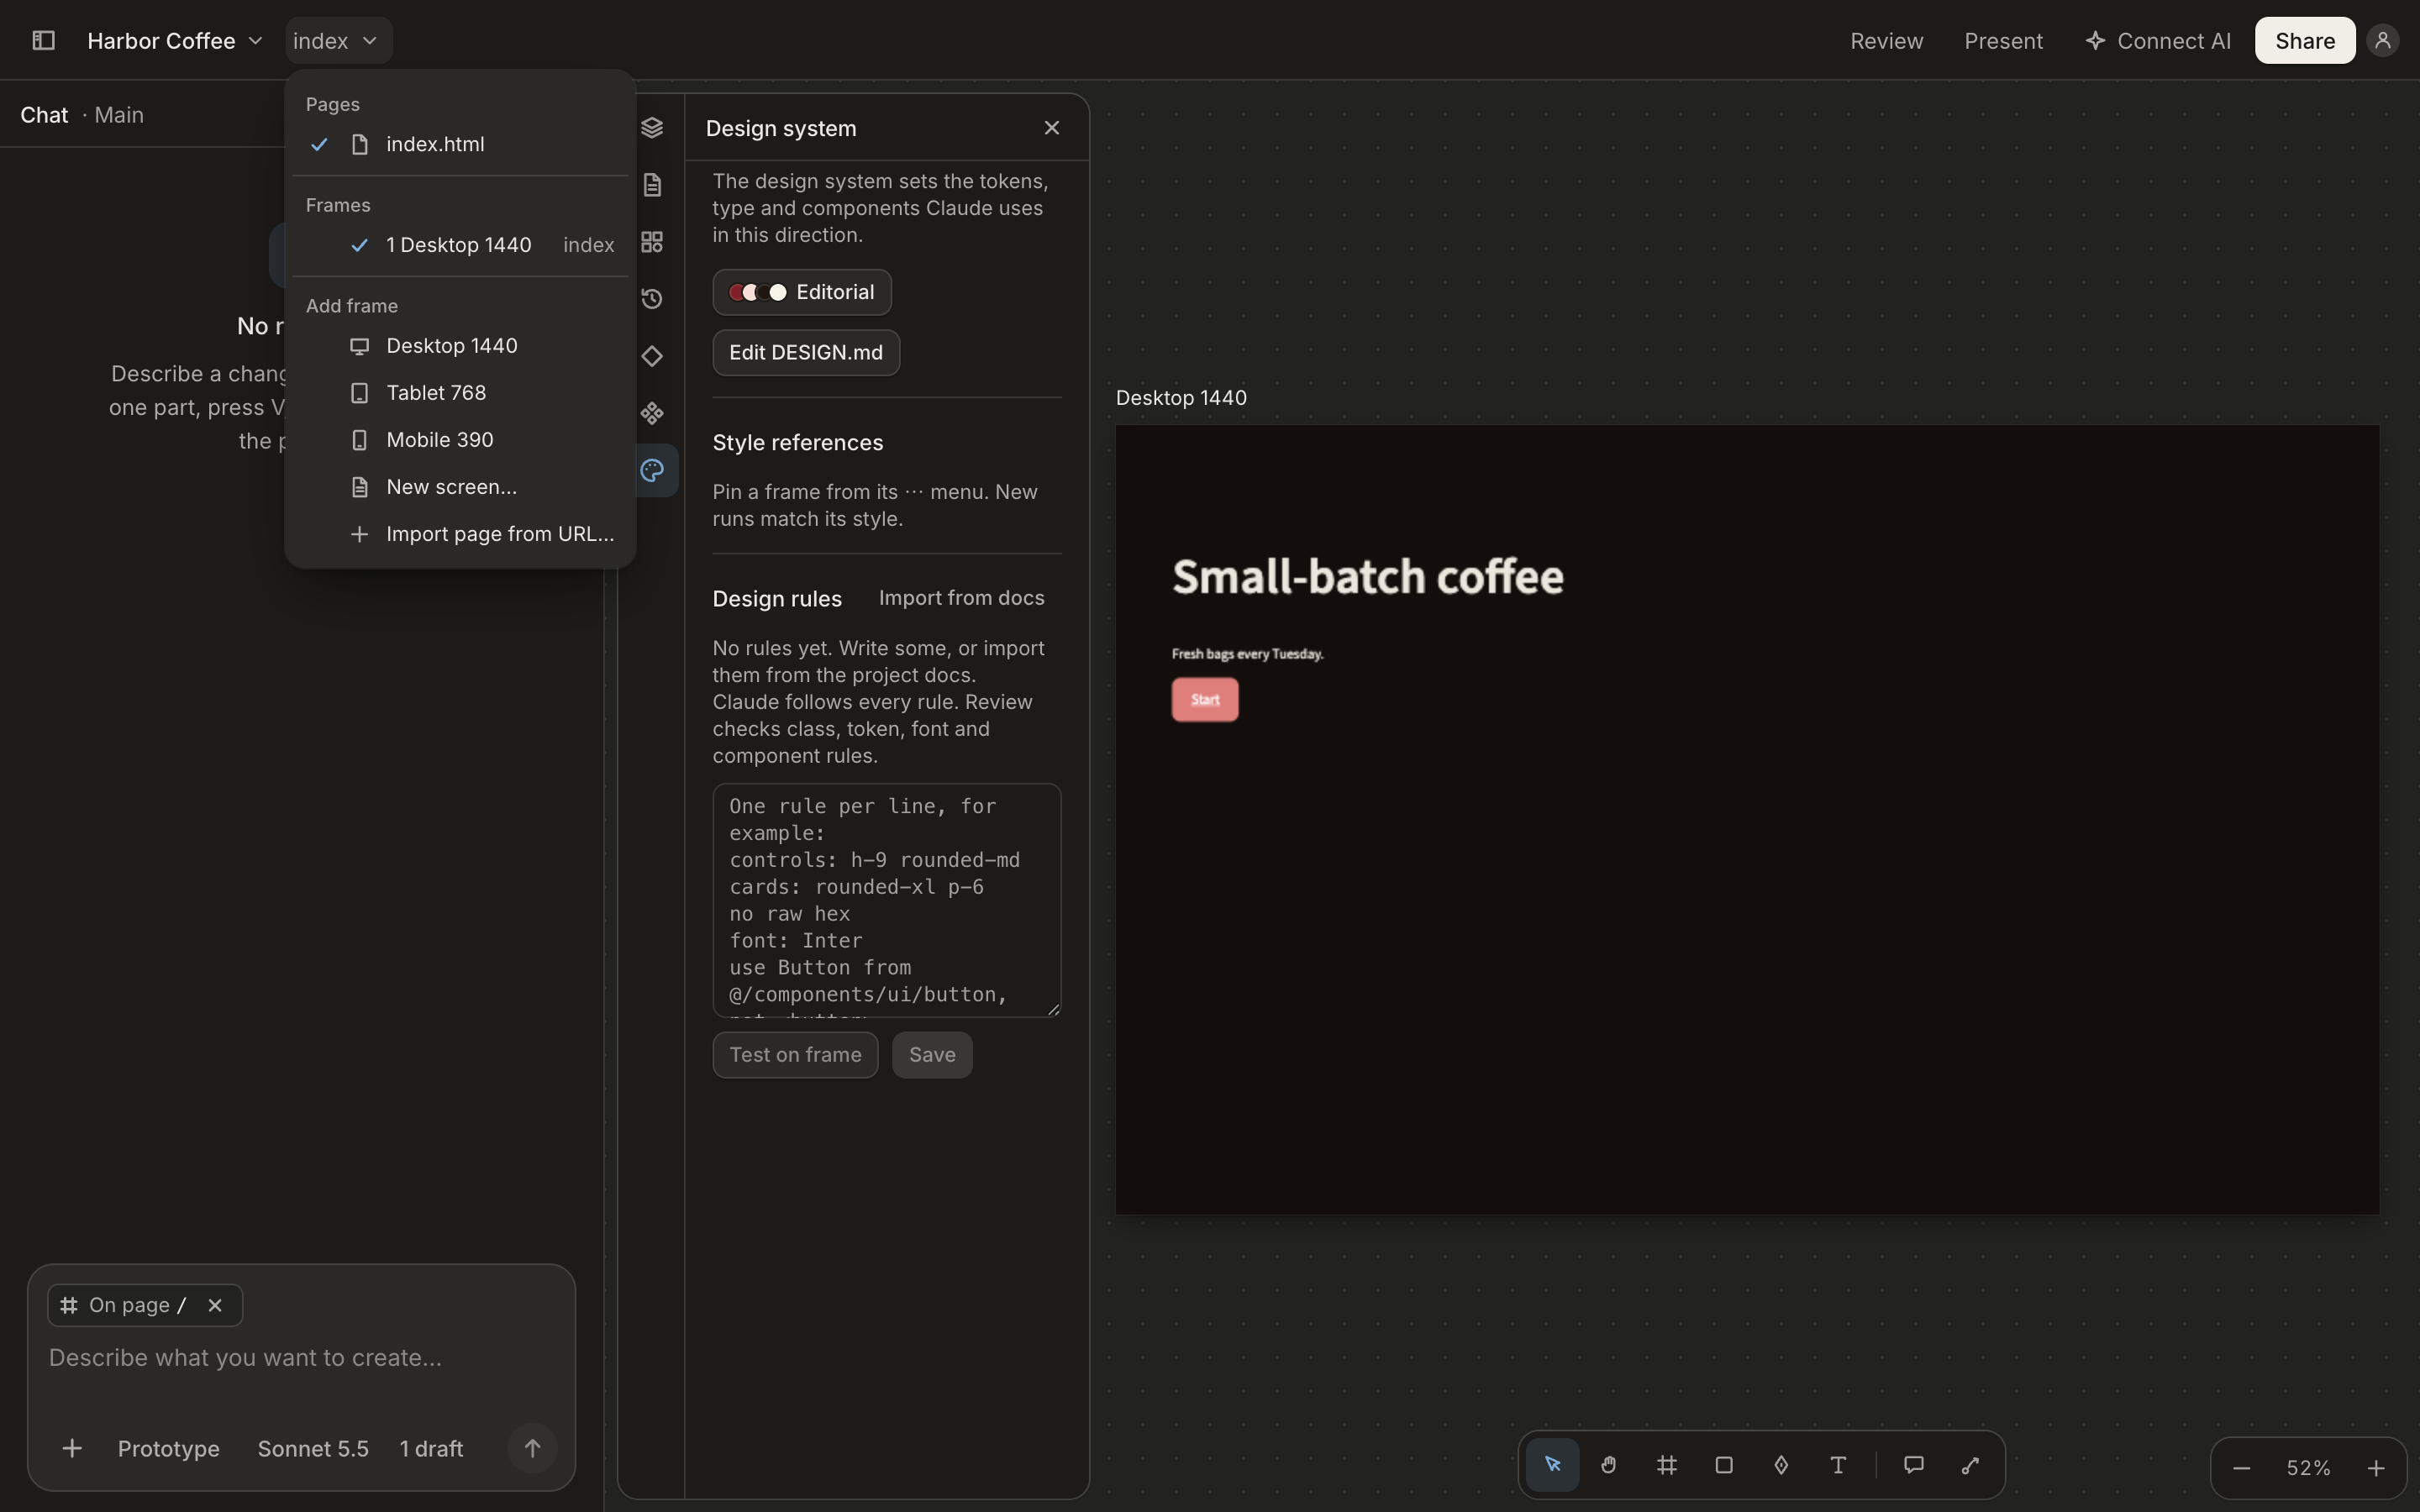 Harbor Coffee
index
Review
Present
Connect AI
Share
Chat · Main
Pages
index.html
Frames
1 Desktop 1440 index
Add frame
Desktop 1440
Tablet 768
Mobile 390
New screen...
Import page from URL...
No r
Describe a chang
one part, press V
the p
Design system
The design system sets the tokens,
type and components Claude uses
in this direction.
Editorial
Edit DESIGN.md
Style references
Pin a frame from its ··· menu. New
runs match its style.
Design rules
Import from docs
No rules yet. Write some, or import
them from the project docs.
Claude follows every rule. Review
checks class, token, font and
component rules.
One rule per line, for
example:
controls: h-9 rounded-md
cards: rounded-xl p-6
no raw hex
font: Inter
use Button from
@/components/ui/button,
Test on frame
Save
Desktop 1440
Small-batch coffee
Fresh bags every Tuesday.
Start
On page /
Describe what you want to create...
Prototype
Sonnet 5.5
1 draft
52%